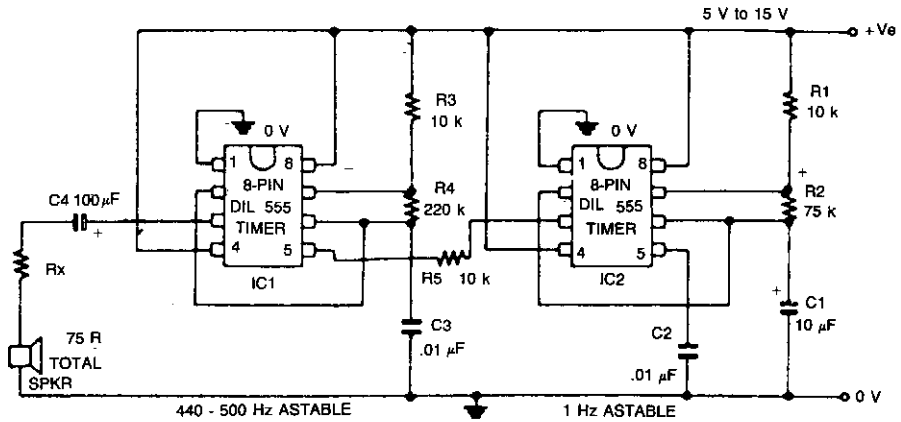 5 V to 15 V
+ Ve
R3
10 k
R1
10 k
0 V
0 V
1
8
1
8
8-PIN
8-PIN
R4
220 k
+
R2
75 k
C4 100 µF
DIL 555
DIL 555
+
TIMER
TIMER
4
5
4
5
Rx
IC1
R5
10 k
IC2
+
C1
10 µF
C3
.01 µF
C2
.01 µF
75 R
TOTAL
SPKR
440 - 500 Hz ASTABLE
1 Hz ASTABLE
0 V